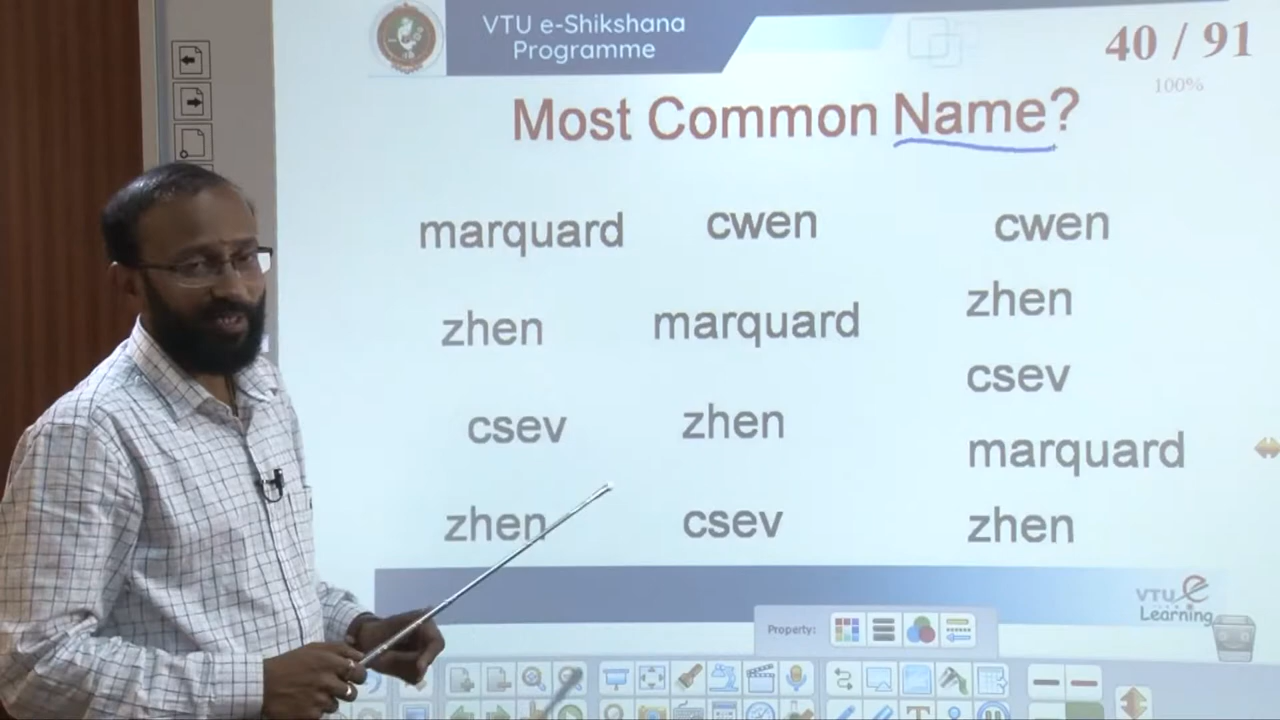 VTU e-Shikshana
Programme
40 / 91
100%
Most Common Name?
marquard cwen cwen
zhen marquard zhen
csev
csev zhen marquard
zhen csev zhen
VTU e
Learning
Property: